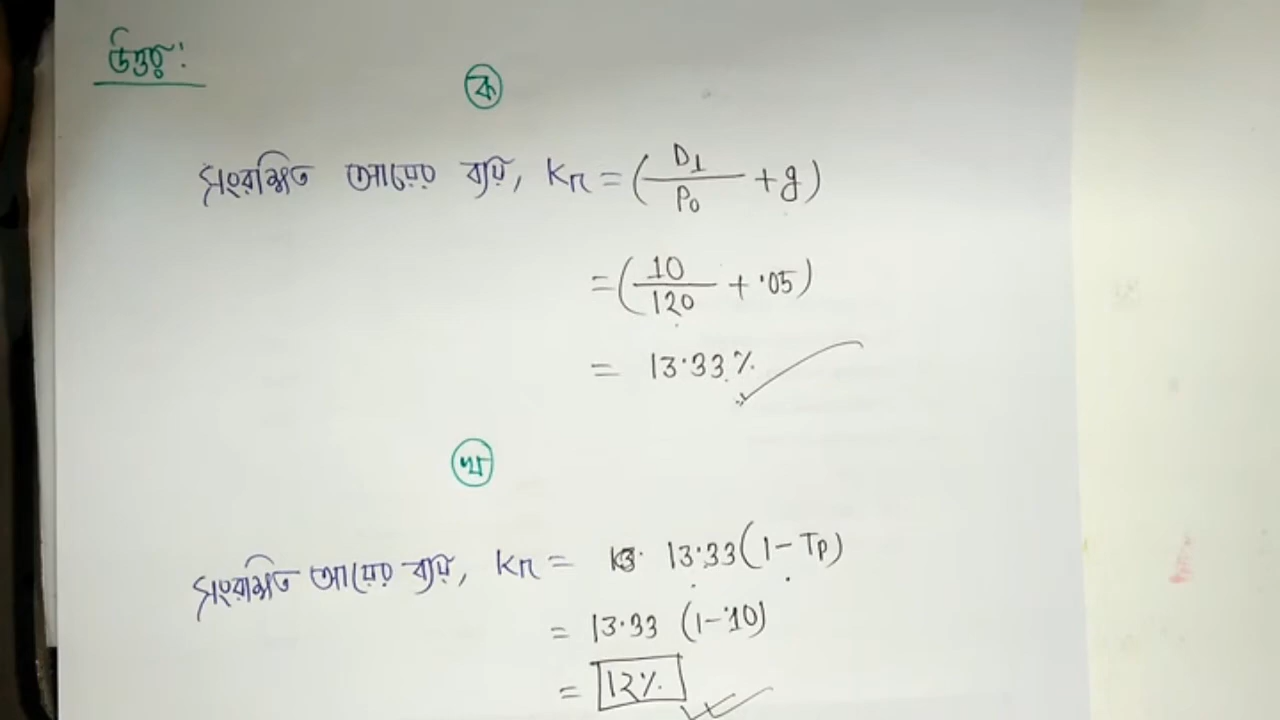 উত্তর:
ক
সংরক্ষিত আয়ের ব্যয়, Kr = (D1/P0 + g)
= (10/120 + .05)
= 13.33%
খ
সংরক্ষিত আয়ের ব্যয়, Kr = 13.33(1 - Tp)
= 13.33 (1-.10)
= 12%